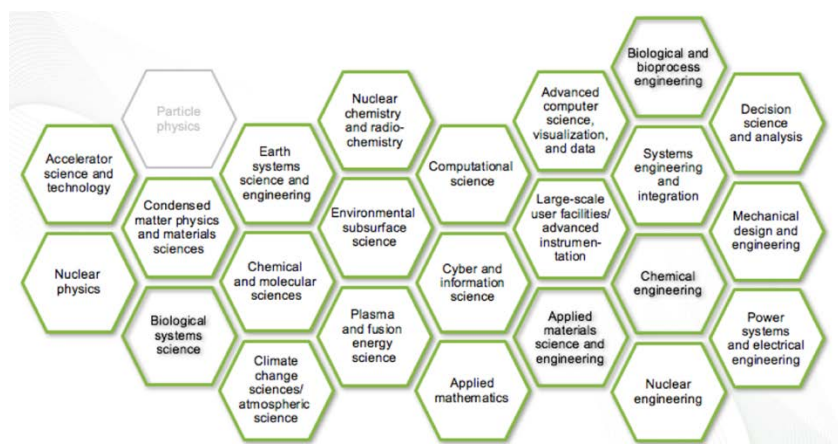 Particle
physics
Accelerator
science and
technology
Condensed
matter physics
and materials
sciences
Nuclear
physics
Biological
systems
science
Earth
systems
science and
engineering
Chemical
and molecular
sciences
Climate
change
sciences/
atmospheric
science
Nuclear
chemistry
and radio-
chemistry
Environmental
subsurface
science
Plasma
and fusion
energy
science
Computational
science
Cyber and
information
science
Applied
mathematics
Advanced
computer
science,
visualization,
and data
Large-scale
user facilities/
advanced
instrumen-
tation
Applied
materials
science and
engineering
Biological and
bioprocess
engineering
Systems
engineering
and
integration
Chemical
engineering
Nuclear
engineering
Decision
science
and analysis
Mechanical
design and
engineering
Power
systems
and electrical
engineering